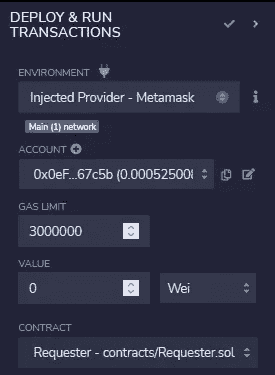 DEPLOY & RUN
TRANSACTIONS
ENVIRONMENT
Injected Provider - Metamask
Main (1) network
ACCOUNT
0x0eF...67c5b (0.00052500
GAS LIMIT
3000000
VALUE
0 Wei
CONTRACT
Requester - contracts/Requester.sol